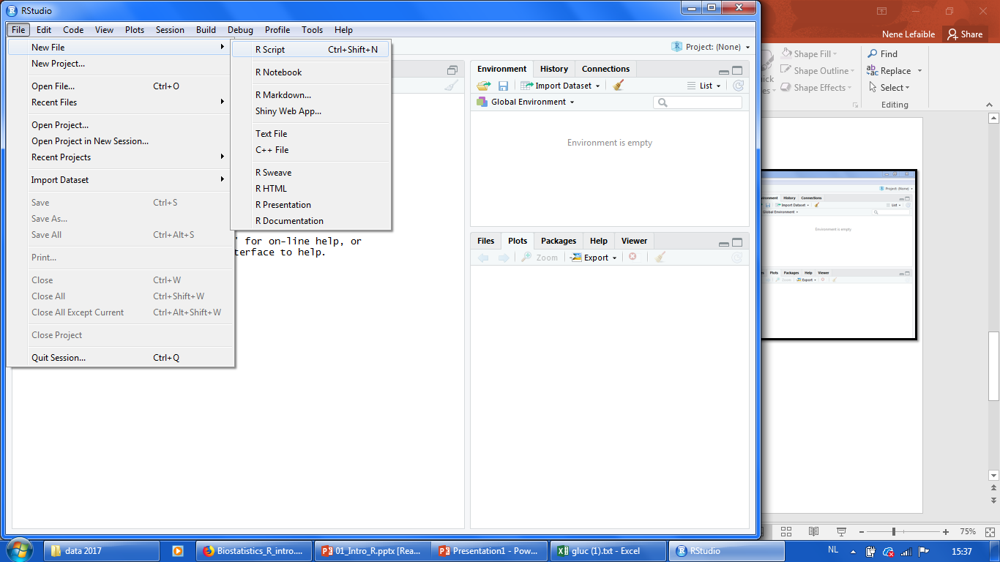 RStudio
File Edit Code View Plots Session Build Debug Profile Tools Help
New File
New Project...
Open File... Ctrl+O
Recent Files
Open Project...
Open Project in New Session...
Recent Projects
Import Dataset
Save Ctrl+S
Save As...
Save All Ctrl+Alt+S
Print...
Close Ctrl+W
Close All Ctrl+Shift+W
Close All Except Current Ctrl+Alt+Shift+W
Close Project
Quit Session... Ctrl+Q
R Script Ctrl+Shift+N
R Notebook
R Markdown...
Shiny Web App...
Text File
C++ File
R Sweave
R HTML
R Presentation
R Documentation
for on-line help, or
terface to help.
Project: (None)
Environment History Connections
Import Dataset List
Global Environment
Environment is empty
Files Plots Packages Help Viewer
Zoom Export
Nene Lefaible Share
Shape Fill
Shape Outline
Shape Effects
Find
Replace
Select
Editing
Project: (None)
History Connections
Import Dataset List
Environment is empty
Plots Packages Help Viewer
Export
75%
data 2017
Biostatistics_R_intro....
01_Intro_R.pptx [Rea...
Presentation1 - Pow...
gluc (1).txt - Excel
RStudio
NL
15:37